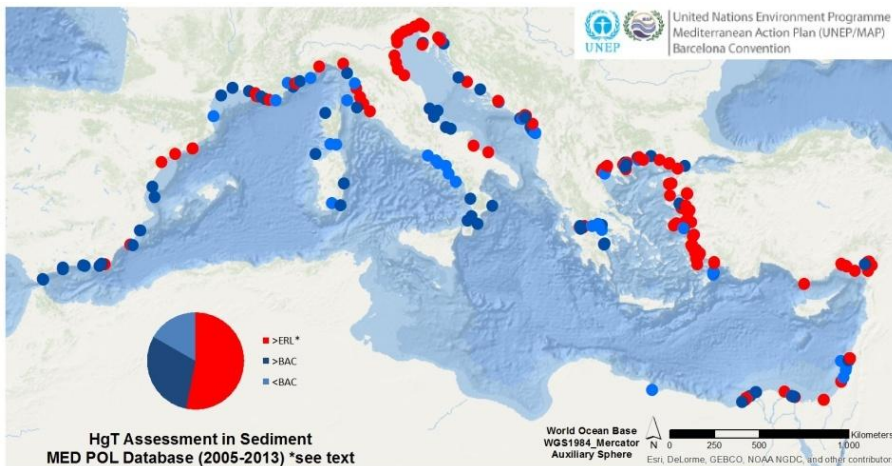 United Nations Environment Programme
Mediterranean Action Plan (UNEP/MAP)
Barcelona Convention
UNEP
>ERL*
>BAC
<BAC
HgT Assessment in Sediment
MED POL Database (2005-2013) *see text
World Ocean Base
WGS1984_Mercator
Auxiliary Sphere
N
Kilometers
0 250 500 1,000
Esri, DeLorme, GEBCO, NOAA NGDC, and other contributor